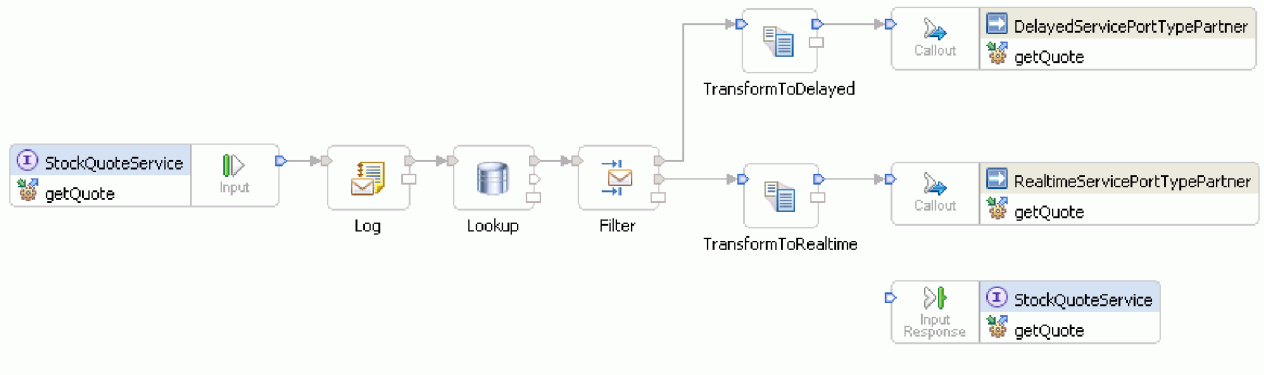 DelayedServicePortTypePartner
Callout
getQuote
TransformToDelayed
I StockQuoteService
getQuote
Input
Log
Lookup
Filter
TransformToRealtime
RealtimeServicePortTypePartner
Callout
getQuote
I StockQuoteService
Input
Response
getQuote